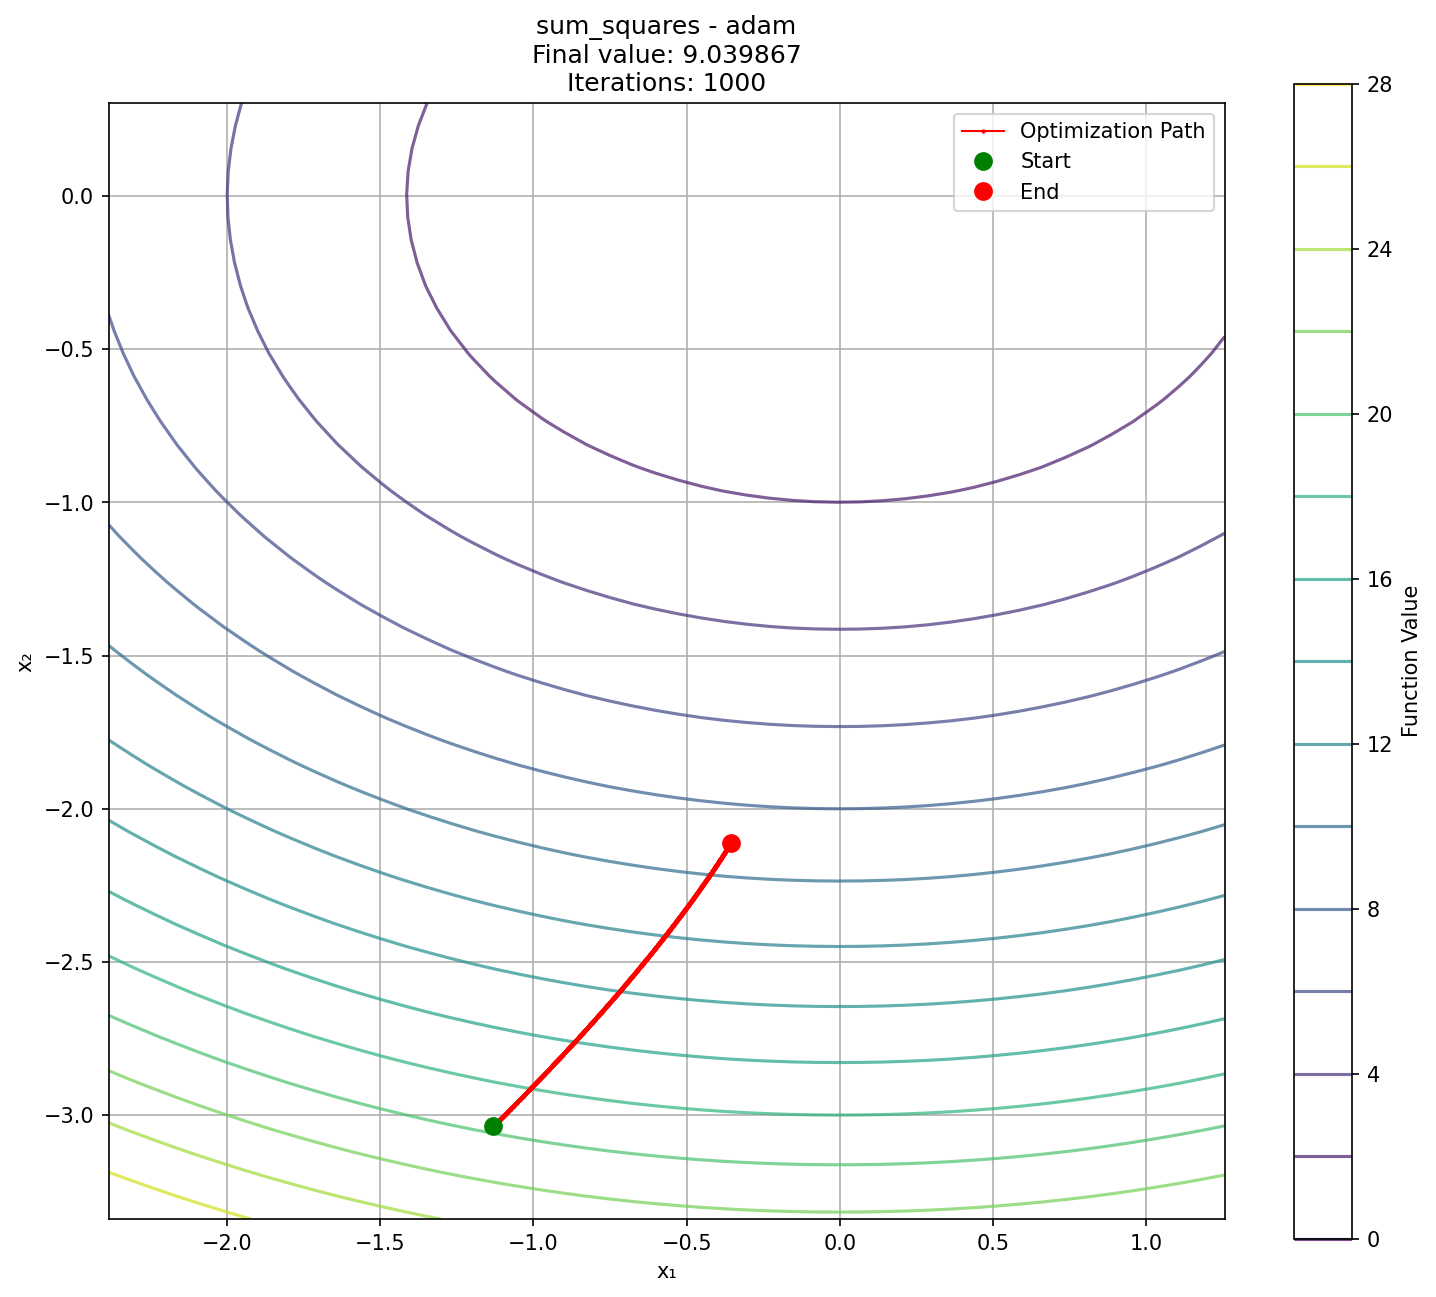 sum_squares - adam
Final value: 9.039867
Iterations: 1000
Optimization Path
Start
End
0.0
−0.5
−1.0
−1.5
−2.0
−2.5
−3.0
x₂
−2.0
−1.5
−1.0
−0.5
0.0
0.5
1.0
x₁
28
24
20
16
12
8
4
0
Function Value